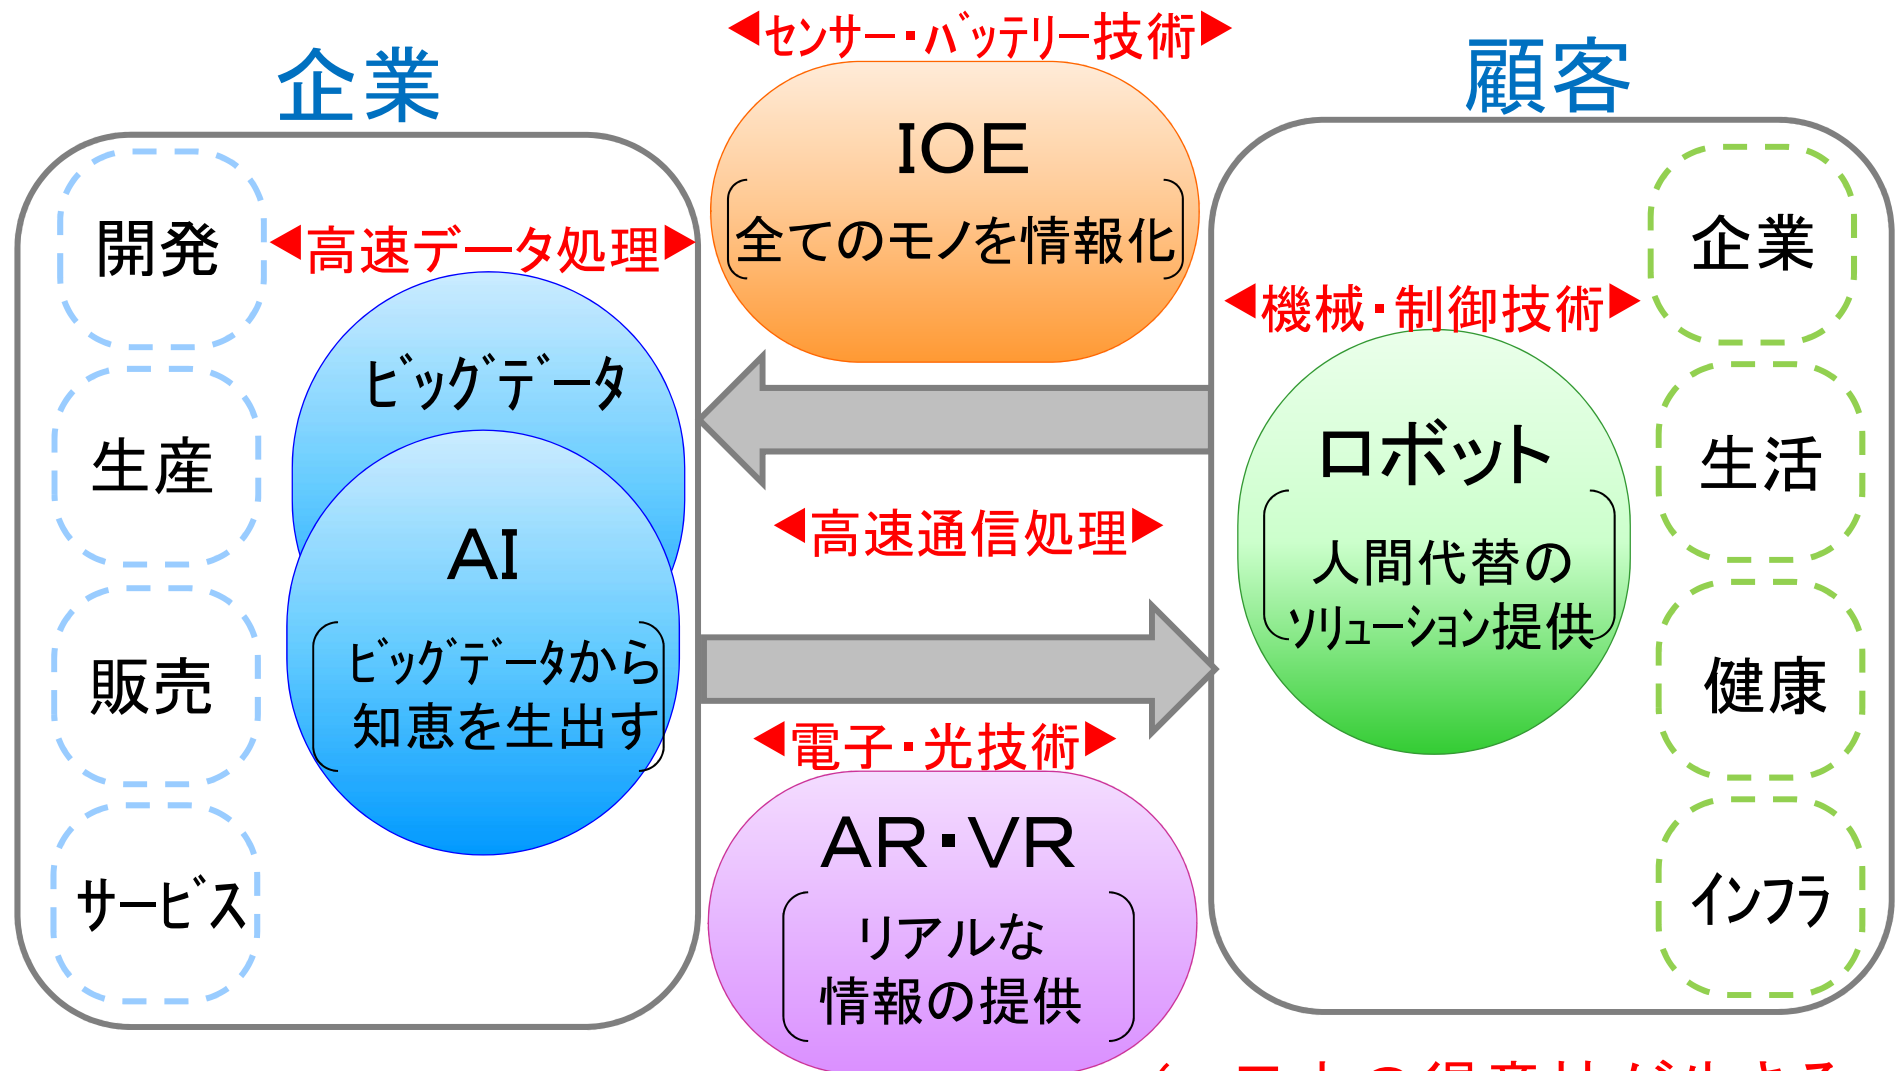 企業
◀センサー・バッテリー技術▶
顧客
IOE
全てのモノを情報化
開発
◀高速データ処理▶
ビッグデータ
生産
AI
ビッグデータから
知恵を生出す
販売
サービス
◀高速通信処理▶
◀電子・光技術▶
AR・VR
リアルな
情報の提供
◀機械・制御技術▶
ロボット
人間代替の
ソリューション提供
企業
生活
健康
インフラ